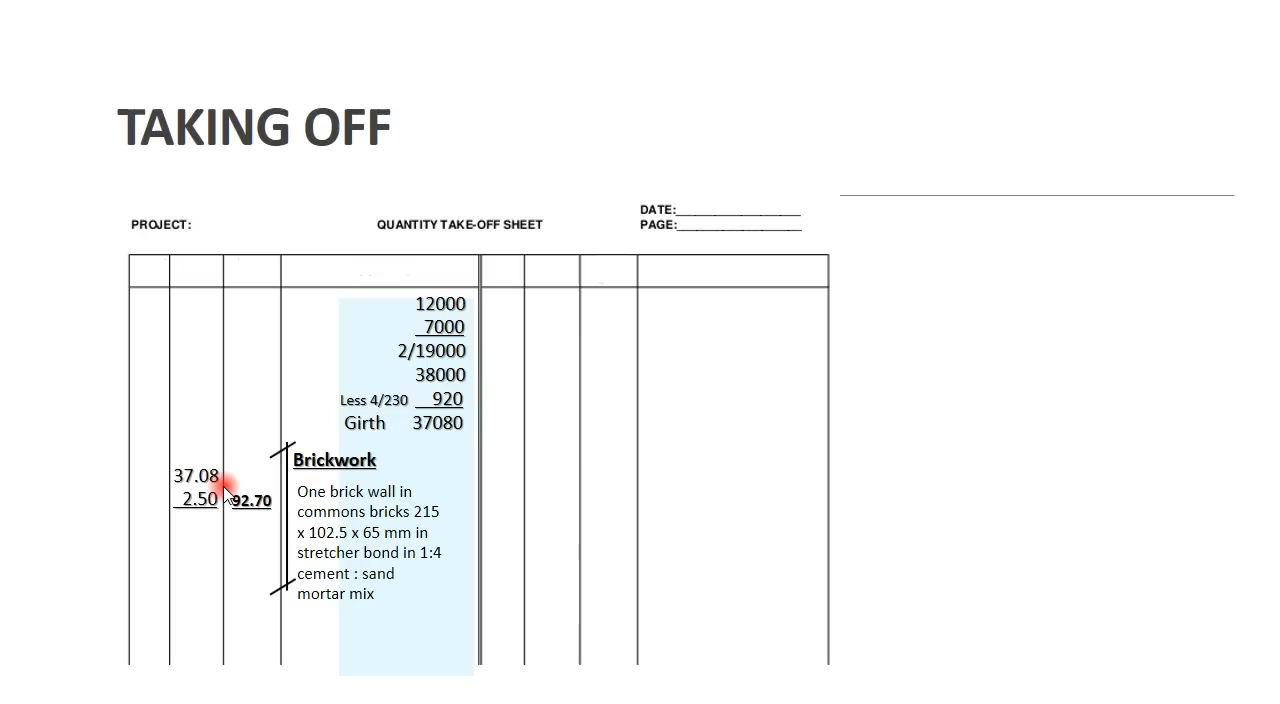 TAKING OFF
DATE:___________________
PROJECT: QUANTITY TAKE-OFF SHEET PAGE:___________________
12000
7000
2/19000
38000
Less 4/230 920
Girth 37080
Brickwork
37.08
2.50 92.70
One brick wall in
commons bricks 215
x 102.5 x 65 mm in
stretcher bond in 1:4
cement : sand
mortar mix